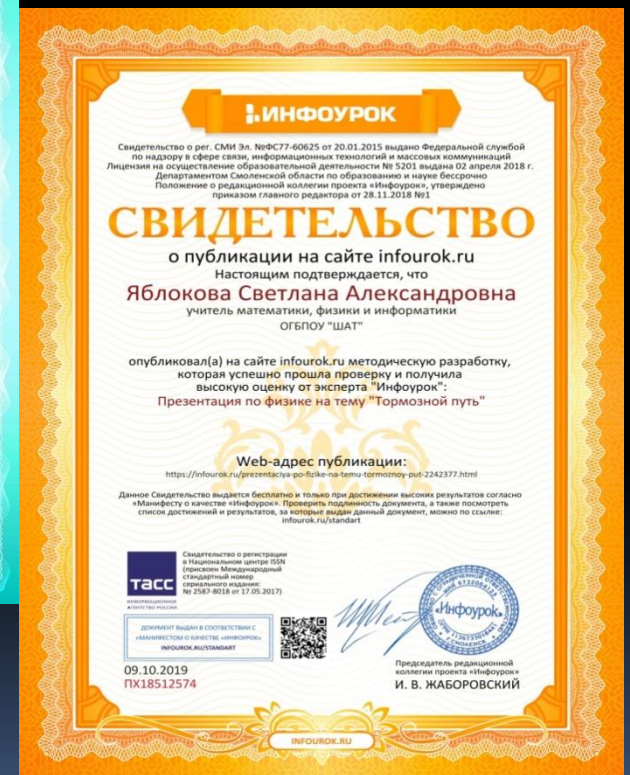 ИНФОУРОК
Свидетельство о рег. СМИ Эл. №ФС77-60625 от 20.01.2015 выдано Федеральной службой
по надзору в сфере связи, информационных технологий и массовых коммуникаций
Лицензия на осуществление образовательной деятельности № 5201 выдана 02 апреля 2018 г.
Департаментом Смоленской области по образованию и науке бессрочно
Положение о редакционной коллегии проекта «Инфоурок», утверждено
приказом главного редактора от 28.11.2018 №1
СВИДЕТЕЛЬСТВО
о публикации на сайте infourok.ru
Настоящим подтверждается, что
Яблокова Светлана Александровна
учитель математики, физики и информатики
ОГБПОУ "ШАТ"
опубликовал(а) на сайте infourok.ru методическую разработку,
которая успешно прошла проверку и получила
высокую оценку от эксперта "Инфоурок":
Презентация по физике на тему "Тормозной путь"
Web-адрес публикации:
https://infourok.ru/prezentaciya-po-fizike-na-temu-tormoznoy-put-2242377.html
Данное Свидетельство выдается бесплатно и только при достижении высоких результатов согласно
«Манифесту о качестве «Инфоурок». Проверить подлинность документа, а также посмотреть
список достижений и результатов, за которые выдан данный документ, можно по ссылке:
infourok.ru/standart
тасс
ИНФОРМАЦИОННОЕ
АГЕНТСТВО РОССИИ
Свидетельство о регистрации
в Национальном центре ISSN
(присвоен Международный
стандартный номер
сериального издания:
№ 2587-8018 от 17.05.2017)
ДОКУМЕНТ ВЫДАН В СООТВЕТСТВИИ С
«МАНИФЕСТОМ О КАЧЕСТВЕ «ИНФОУРОК»
INFOUROK.RU/STANDART
09.10.2019
ПХ18512574
«Инфоурок»
Председатель редакционной
коллегии проекта «Инфоурок»
И. В. ЖАБОРОВСКИЙ
INFOUROK.RU